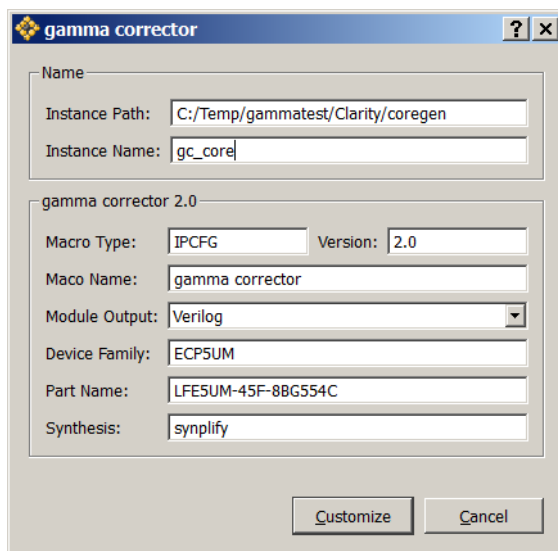 gamma corrector
Name
Instance Path: C:/Temp/gammatest/Clarity/coregen
Instance Name: gc_core
gamma corrector 2.0
Macro Type: IPCFG Version: 2.0
Maco Name: gamma corrector
Module Output: Verilog
Device Family: ECP5UM
Part Name: LFE5UM-45F-8BG554C
Synthesis: synplify
Customize Cancel